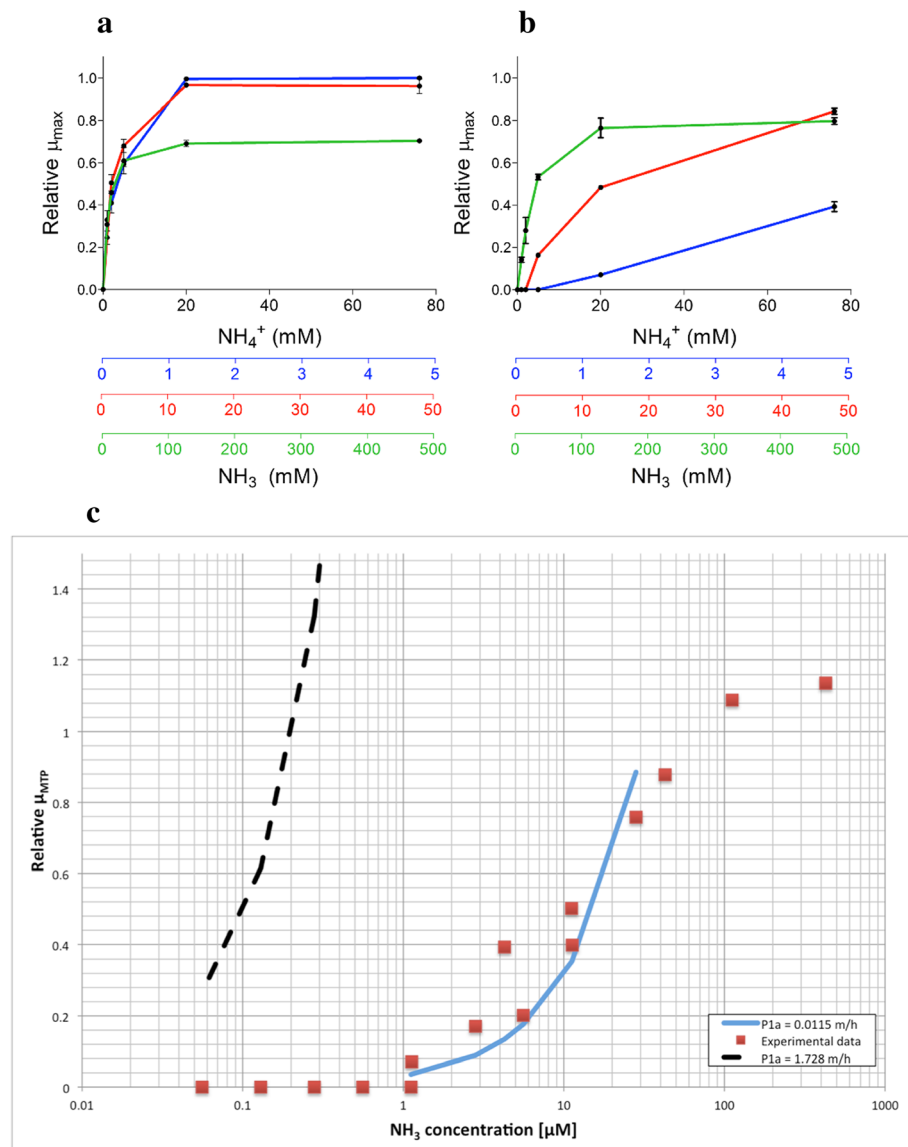 a
Relative μmax
1.0
0.8
0.6
0.4
0.2
0.0
0 20 40 60 80
NH4+ (mM)
0 1 2 3 4 5
0 10 20 30 40 50
0 100 200 300 400 500
NH3 (mM)
b
Relative μmax
1.0
0.8
0.6
0.4
0.2
0.0
0 20 40 60 80
NH4+ (mM)
0 1 2 3 4 5
0 10 20 30 40 50
0 100 200 300 400 500
NH3 (mM)
c
Relative μMTP
1.4
1.2
1
0.8
0.6
0.4
0.2
0
0.01 0.1 1 10 100 1000
NH3 concentration [μM]
P1a = 0.0115 m/h
Experimental data
P1a = 1.728 m/h